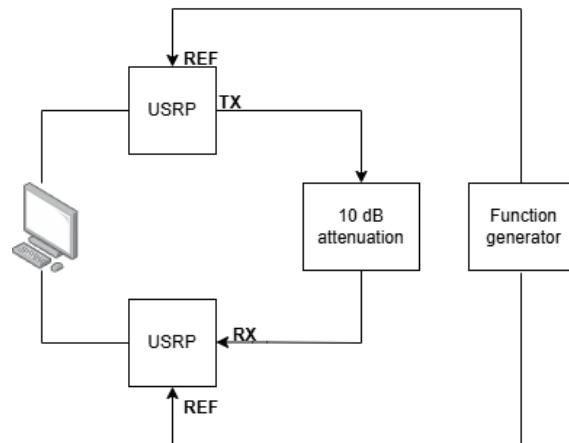 REF
USRP
TX
10 dB
attenuation
Function
generator
USRP
RX
REF